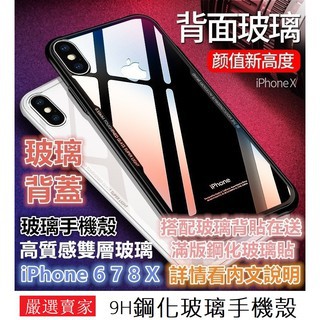 背面玻璃
颜值新高度
iPhone X
iPhone
玻璃
背蓋
玻璃手機殼
高質感雙層玻璃
iPhone 6 7 8 X
搭配玻璃背貼在送
滿版鋼化玻璃貼
詳情看內文說明
嚴選賣家
9H鋼化玻璃手機殼